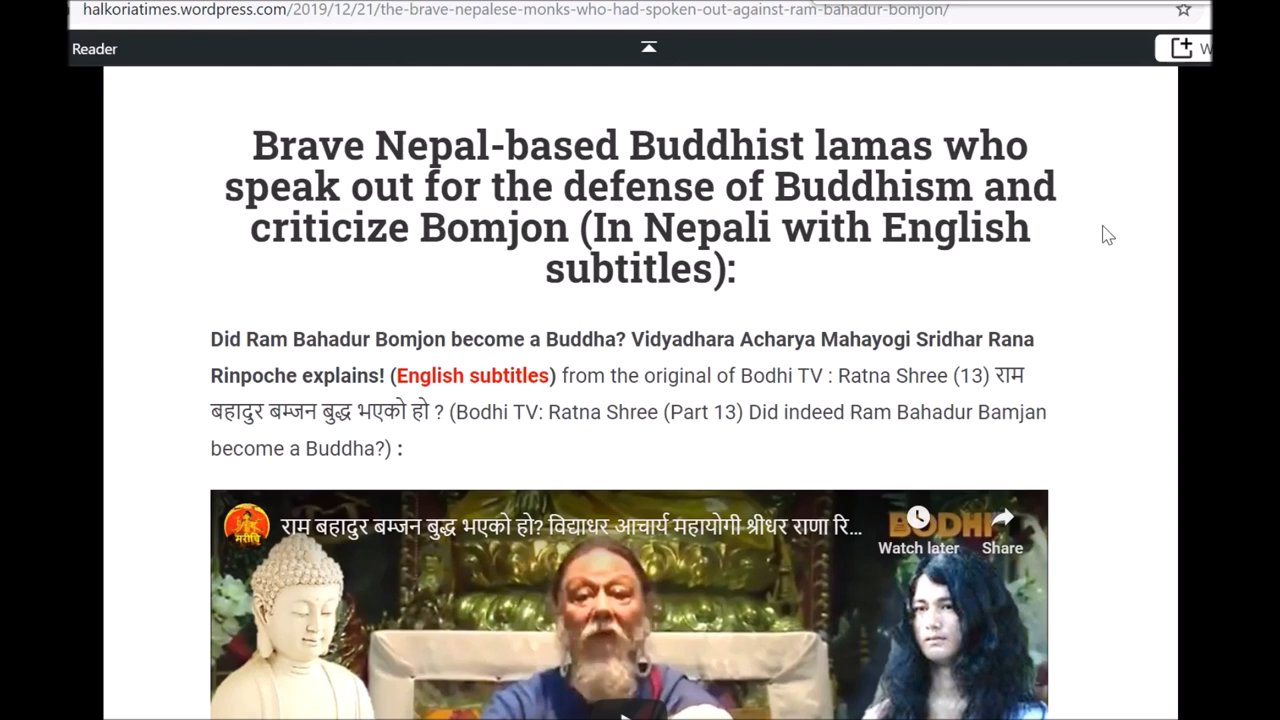 halkoriatimes.wordpress.com/2019/12/21/the-brave-nepalese-monks-who-had-spoken-out-against-ram-bahadur-bomjon/
Reader
W
Brave Nepal-based Buddhist lamas who
speak out for the defense of Buddhism and
criticize Bomjon (In Nepali with English
subtitles):
Did Ram Bahadur Bomjon become a Buddha? Vidyadhara Acharya Mahayogi Sridhar Rana
Rinpoche explains! (English subtitles) from the original of Bodhi TV : Ratna Shree (13) राम
बहादुर बम्जन बुद्ध भएको हो ? (Bodhi TV: Ratna Shree (Part 13) Did indeed Ram Bahadur Bamjan
become a Buddha?) :
मरीचि
राम बहादुर बम्जन बुद्ध भएको हो? विद्याधर आचार्य महायोगी श्रीधर राणा रि...
BODHI
Watch later
Share